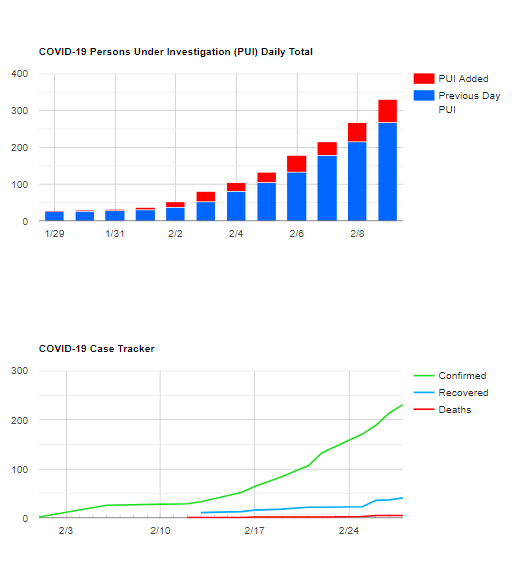 COVID-19 Persons Under Investigation (PUI) Daily Total
400
300
200
100
0
1/29
1/31
2/2
2/4
2/6
2/8
PUI Added
Previous Day
PUI
COVID-19 Case Tracker
300
200
100
0
2/3
2/10
2/17
2/24
Confirmed
Recovered
Deaths